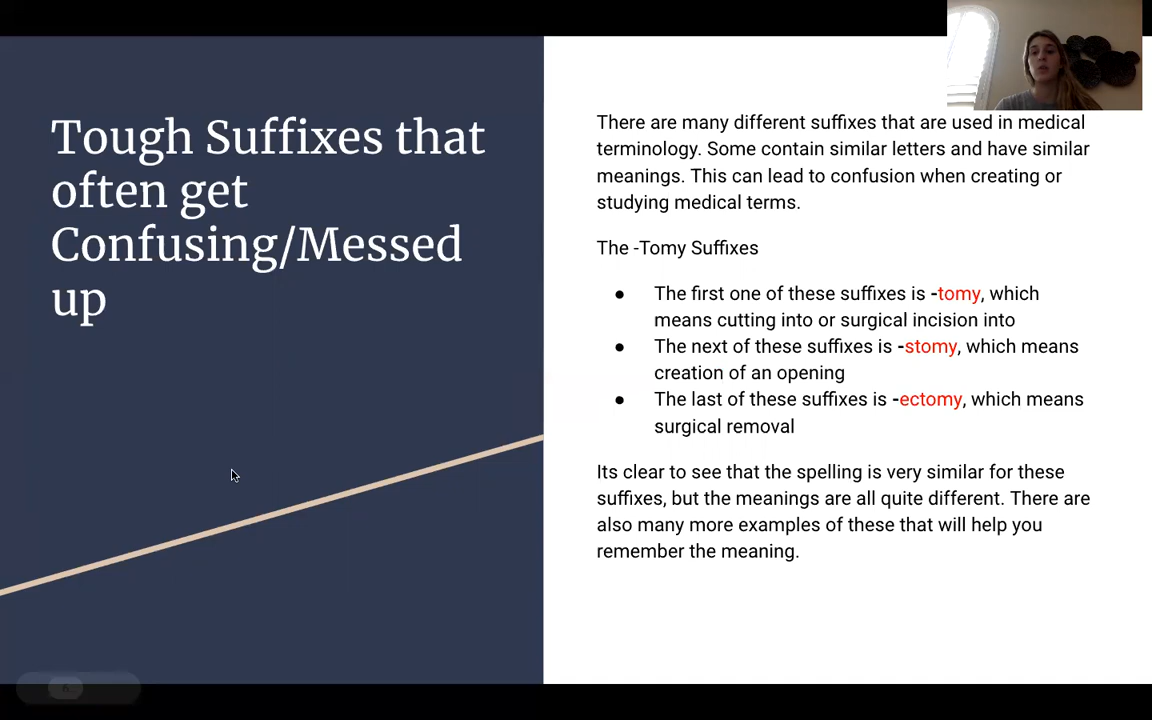 Tough Suffixes that
often get
Confusing/Messed
up
There are many different suffixes that are used in medical
terminology. Some contain similar letters and have similar
meanings. This can lead to confusion when creating or
studying medical terms.
The -Tomy Suffixes
● The first one of these suffixes is -tomy, which
means cutting into or surgical incision into
● The next of these suffixes is -stomy, which means
creation of an opening
● The last of these suffixes is -ectomy, which means
surgical removal
Its clear to see that the spelling is very similar for these
suffixes, but the meanings are all quite different. There are
also many more examples of these that will help you
remember the meaning.
6